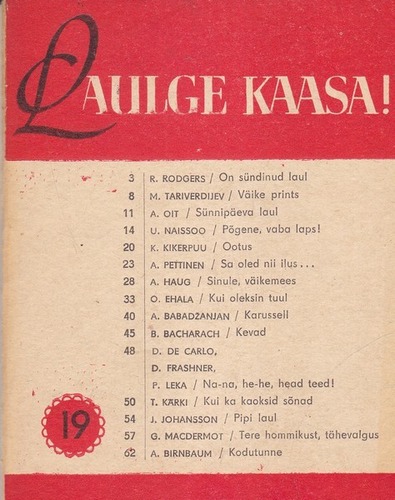 LAULGE KAASA!
3 R. RODGERS / On sündinud laul
8 M. TARIVERDIJEV / Väike prints
11 A. OIT / Sünnipäeva laul
14 U. NAISSOO / Põgene, vaba laps!
20 K. KIKERPUU / Ootus
23 A. PETTINEN / Sa oled nii ilus...
28 A. HAUG / Sinule, väikemees
33 O. EHALA / Kui oleksin tuul
40 A. BABADŽANJAN / Karussell
45 B. BACHARACH / Kevad
48 D. DE CARLO,
D. FRASHNER,
P. LEKA / Na-na, he-he, head teed!
50 T. KÄRKI / Kui ka kaoksid sõnad
54 J. JOHANSSON / Pipi laul
57 G. MACDERMOT / Tere hommikust, tähevalgus
62 A. BIRNBAUM / Kodutunne
19